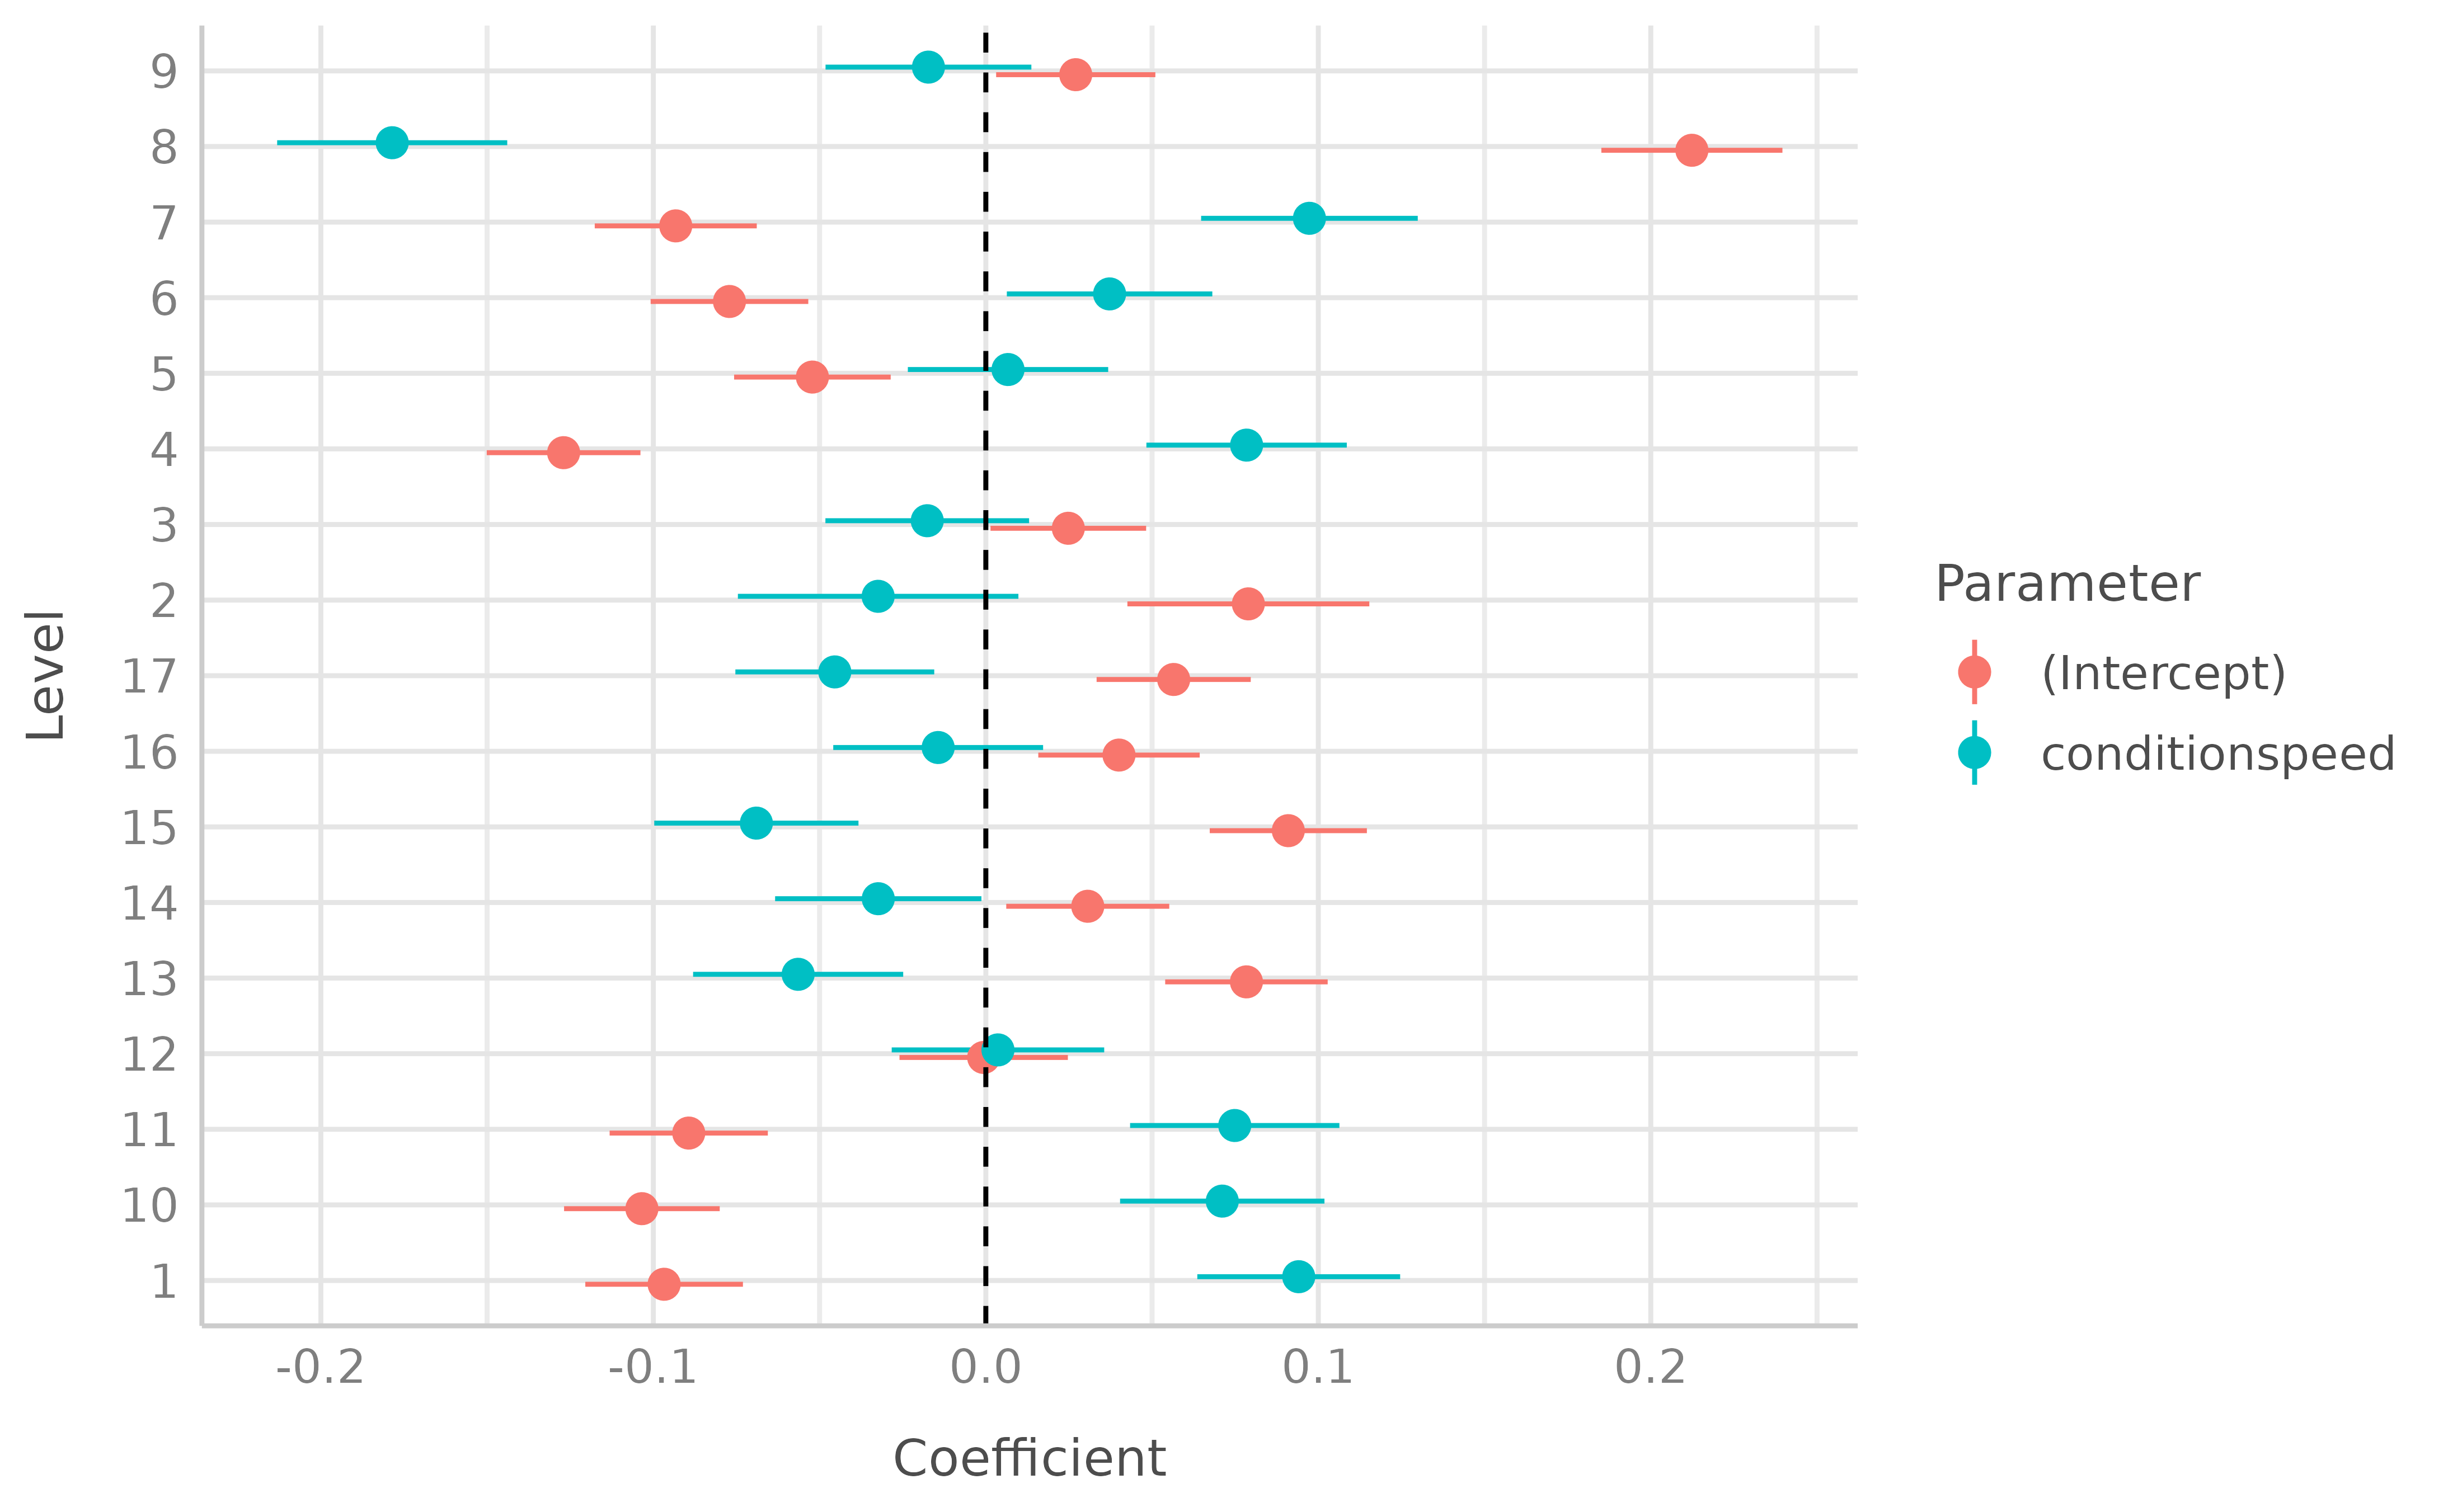 Level
9
8
7
6
5
4
3
2
17
16
15
14
13
12
11
10
1
-0.2 -0.1 0.0 0.1 0.2
Coefficient
Parameter
(Intercept)
conditionspeed